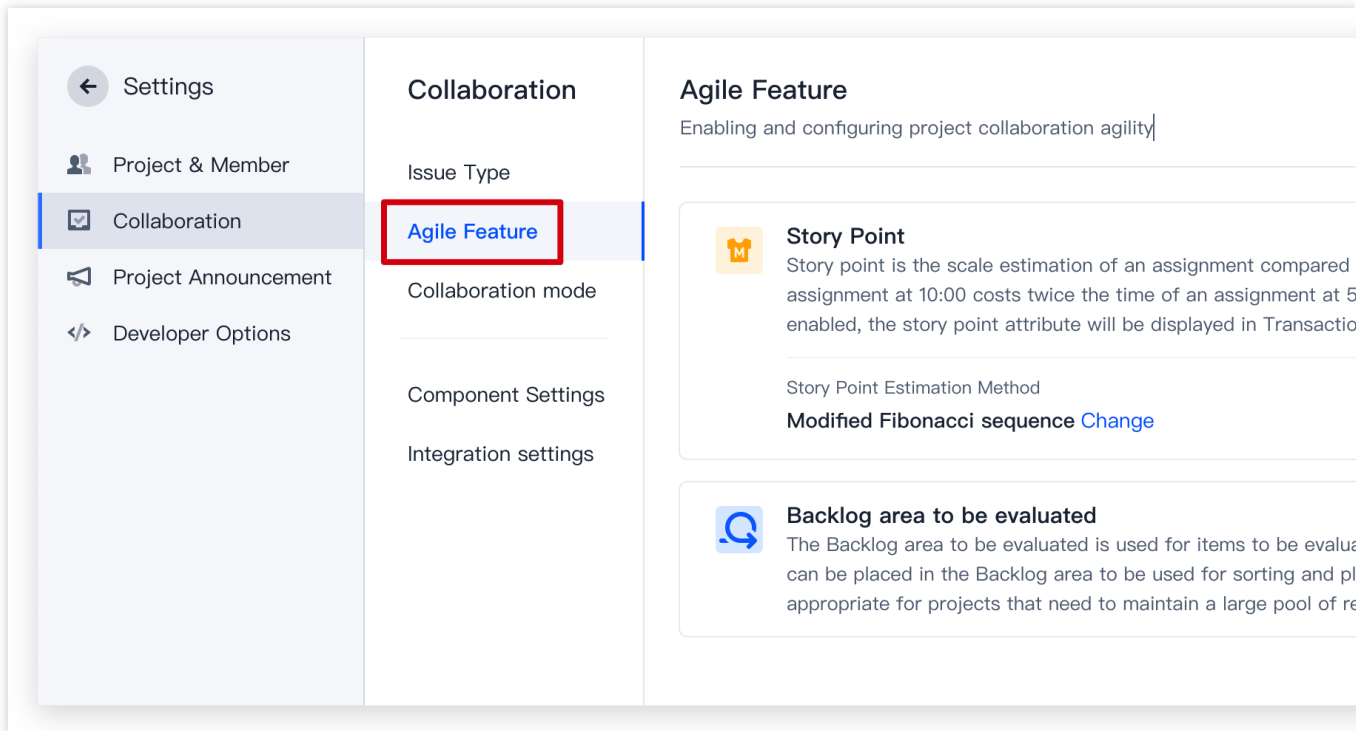 Settings
Project & Member
Collaboration
Project Announcement
Developer Options
Collaboration
Issue Type
Agile Feature
Collaboration mode
Component Settings
Integration settings
Agile Feature
Enabling and configuring project collaboration agility
M
Story Point
Story point is the scale estimation of an assignment compared
assignment at 10:00 costs twice the time of an assignment at 5
enabled, the story point attribute will be displayed in
Story Point Estimation Method
Modified Fibonacci sequence Change
Backlog area to be evaluated
The Backlog area to be evaluated is used for items to be
can be placed in the Backlog area to be used for sorting and
appropriate for projects that need to maintain a large pool of